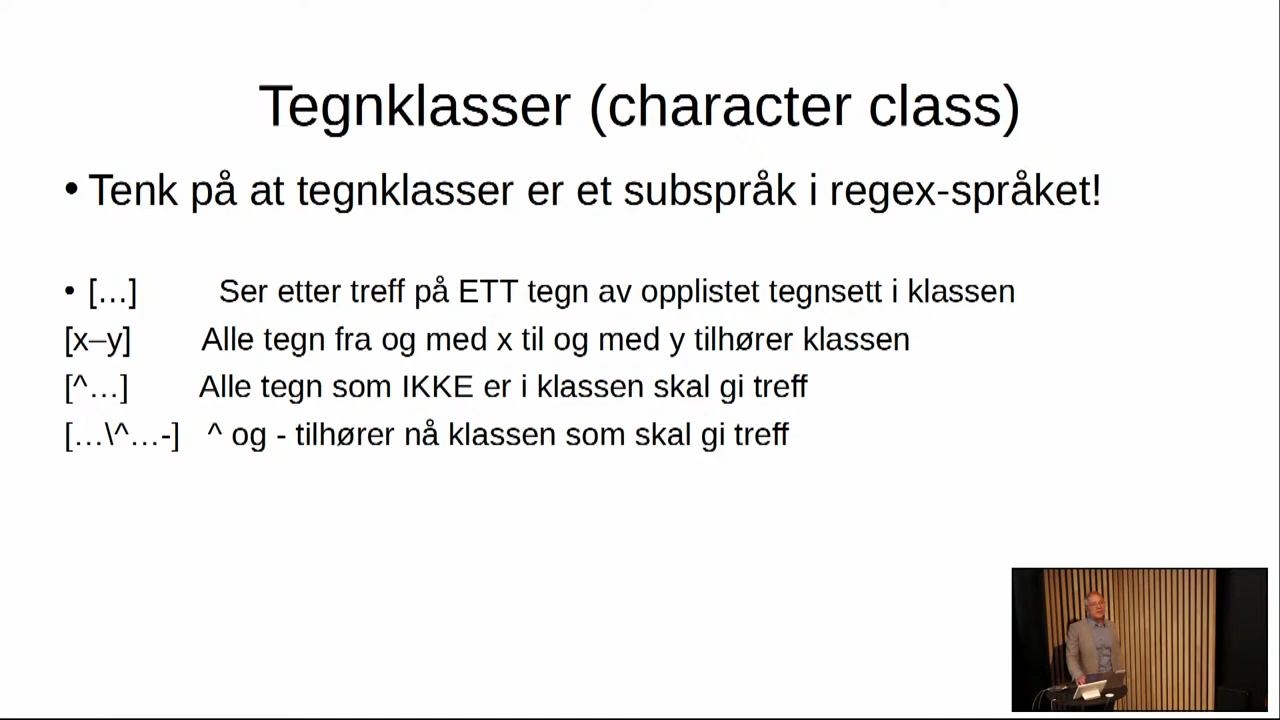 Tegnklasser (character class)
• Tenk på at tegnklasser er et subspråk i regex-språket!
• […] Ser etter treff på ETT tegn av opplistet tegnsett i klassen
[x–y] Alle tegn fra og med x til og med y tilhører klassen
[^…] Alle tegn som IKKE er i klassen skal gi treff
[…\^…-] ^ og - tilhører nå klassen som skal gi treff